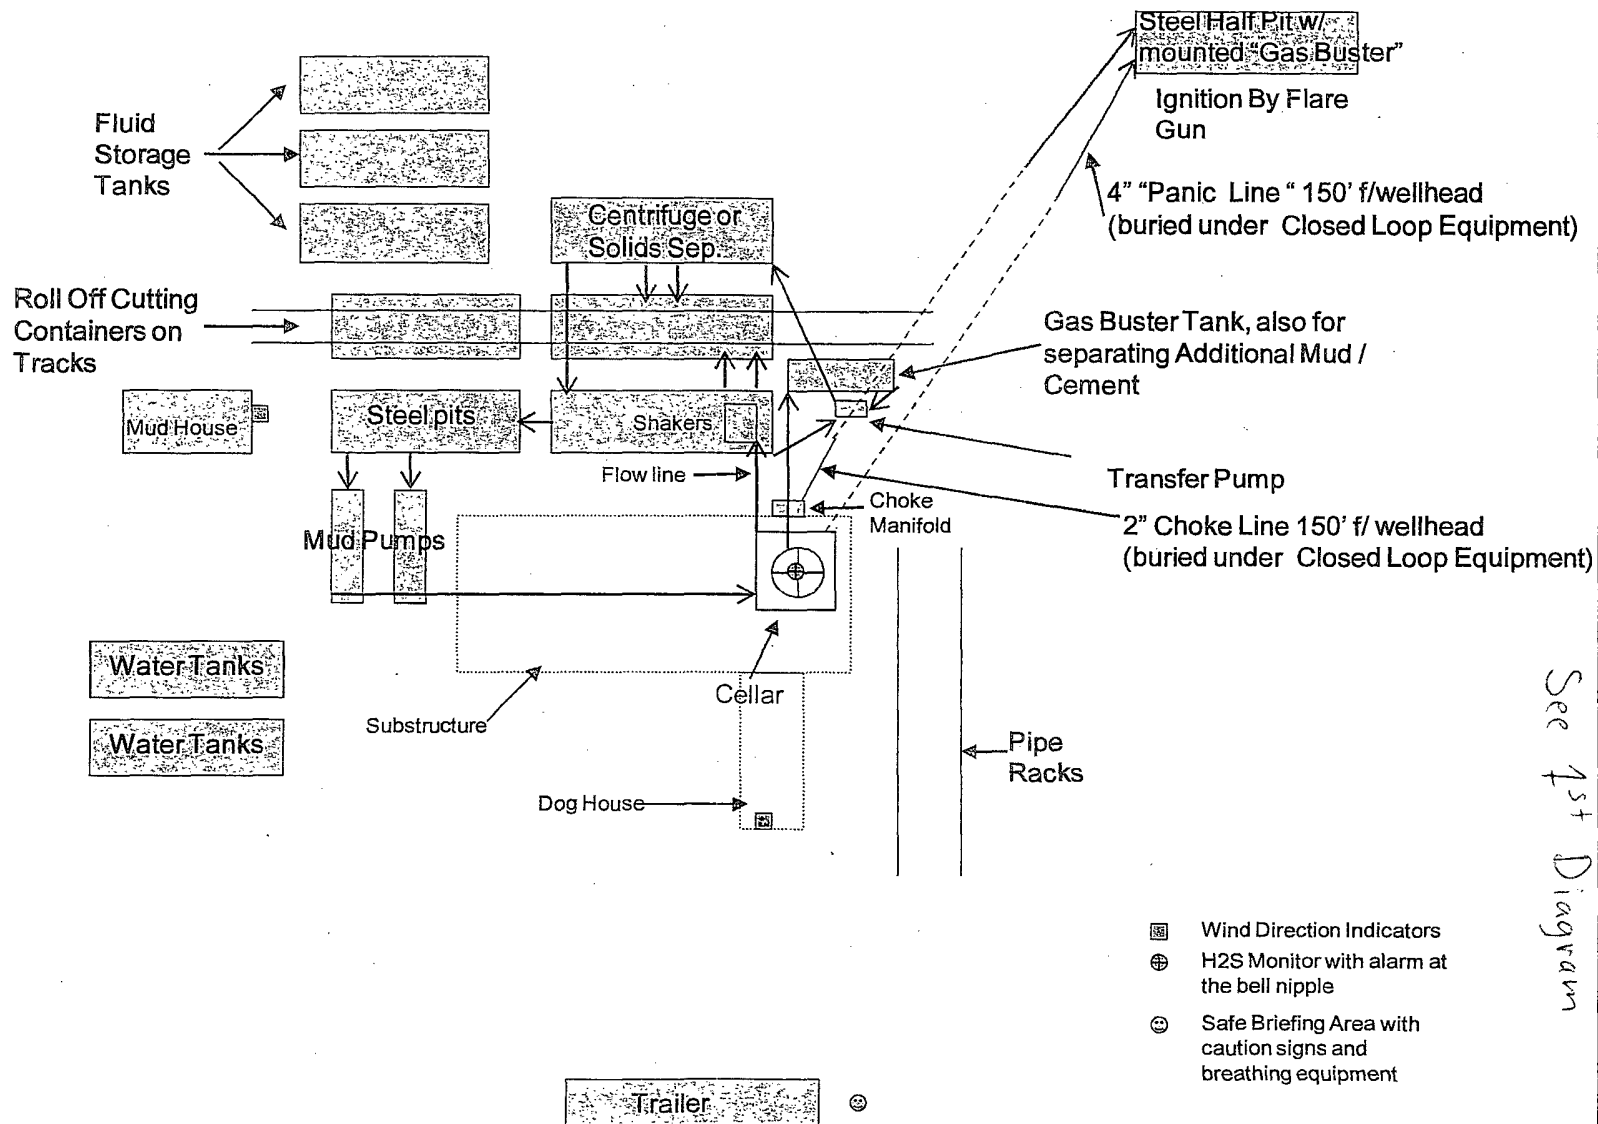 Steel Half Pit w/
mounted “Gas Buster”
Ignition By Flare
Gun
Fluid
Storage
Tanks
4” “Panic Line “ 150’ f/wellhead
(buried under Closed Loop Equipment)
Centrifuge or
Solids Sep.
Roll Off Cutting
Containers on
Tracks
Gas Buster Tank, also for
separating Additional Mud /
Cement
Mud House
Steel pits
Shakers
Flow line
Transfer Pump
Choke
Manifold
2” Choke Line 150’ f/ wellhead
(buried under Closed Loop Equipment)
Mud Pumps
Water Tanks
Water Tanks
Substructure
Cellar
Pipe
Racks
Dog House
See 1st Diagram
Wind Direction Indicators
H2S Monitor with alarm at
the bell nipple
Safe Briefing Area with
caution signs and
breathing equipment
Trailer